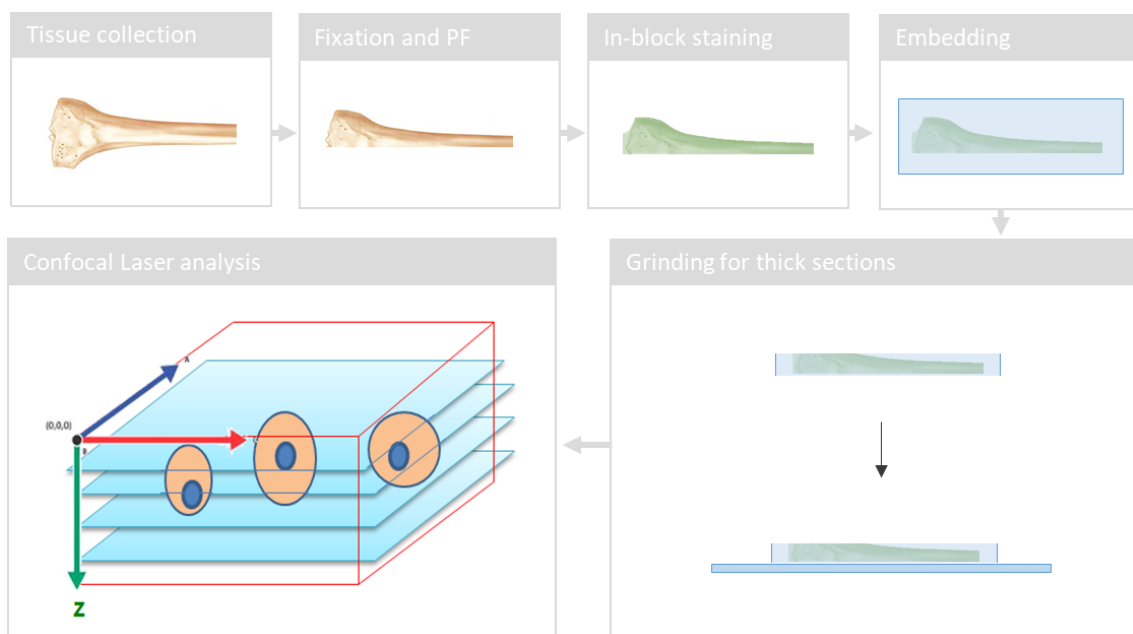 Tissue collection
Fixation and PF
In-block staining
Embedding
Confocal Laser analysis
Grinding for thick sections
A
(0,0,0)
B
Z